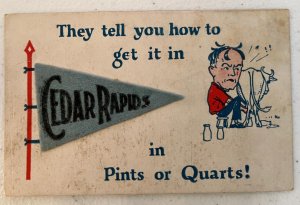 They tell you how to
get it in
CEDAR RAPIDS
in
Pints or Quarts!